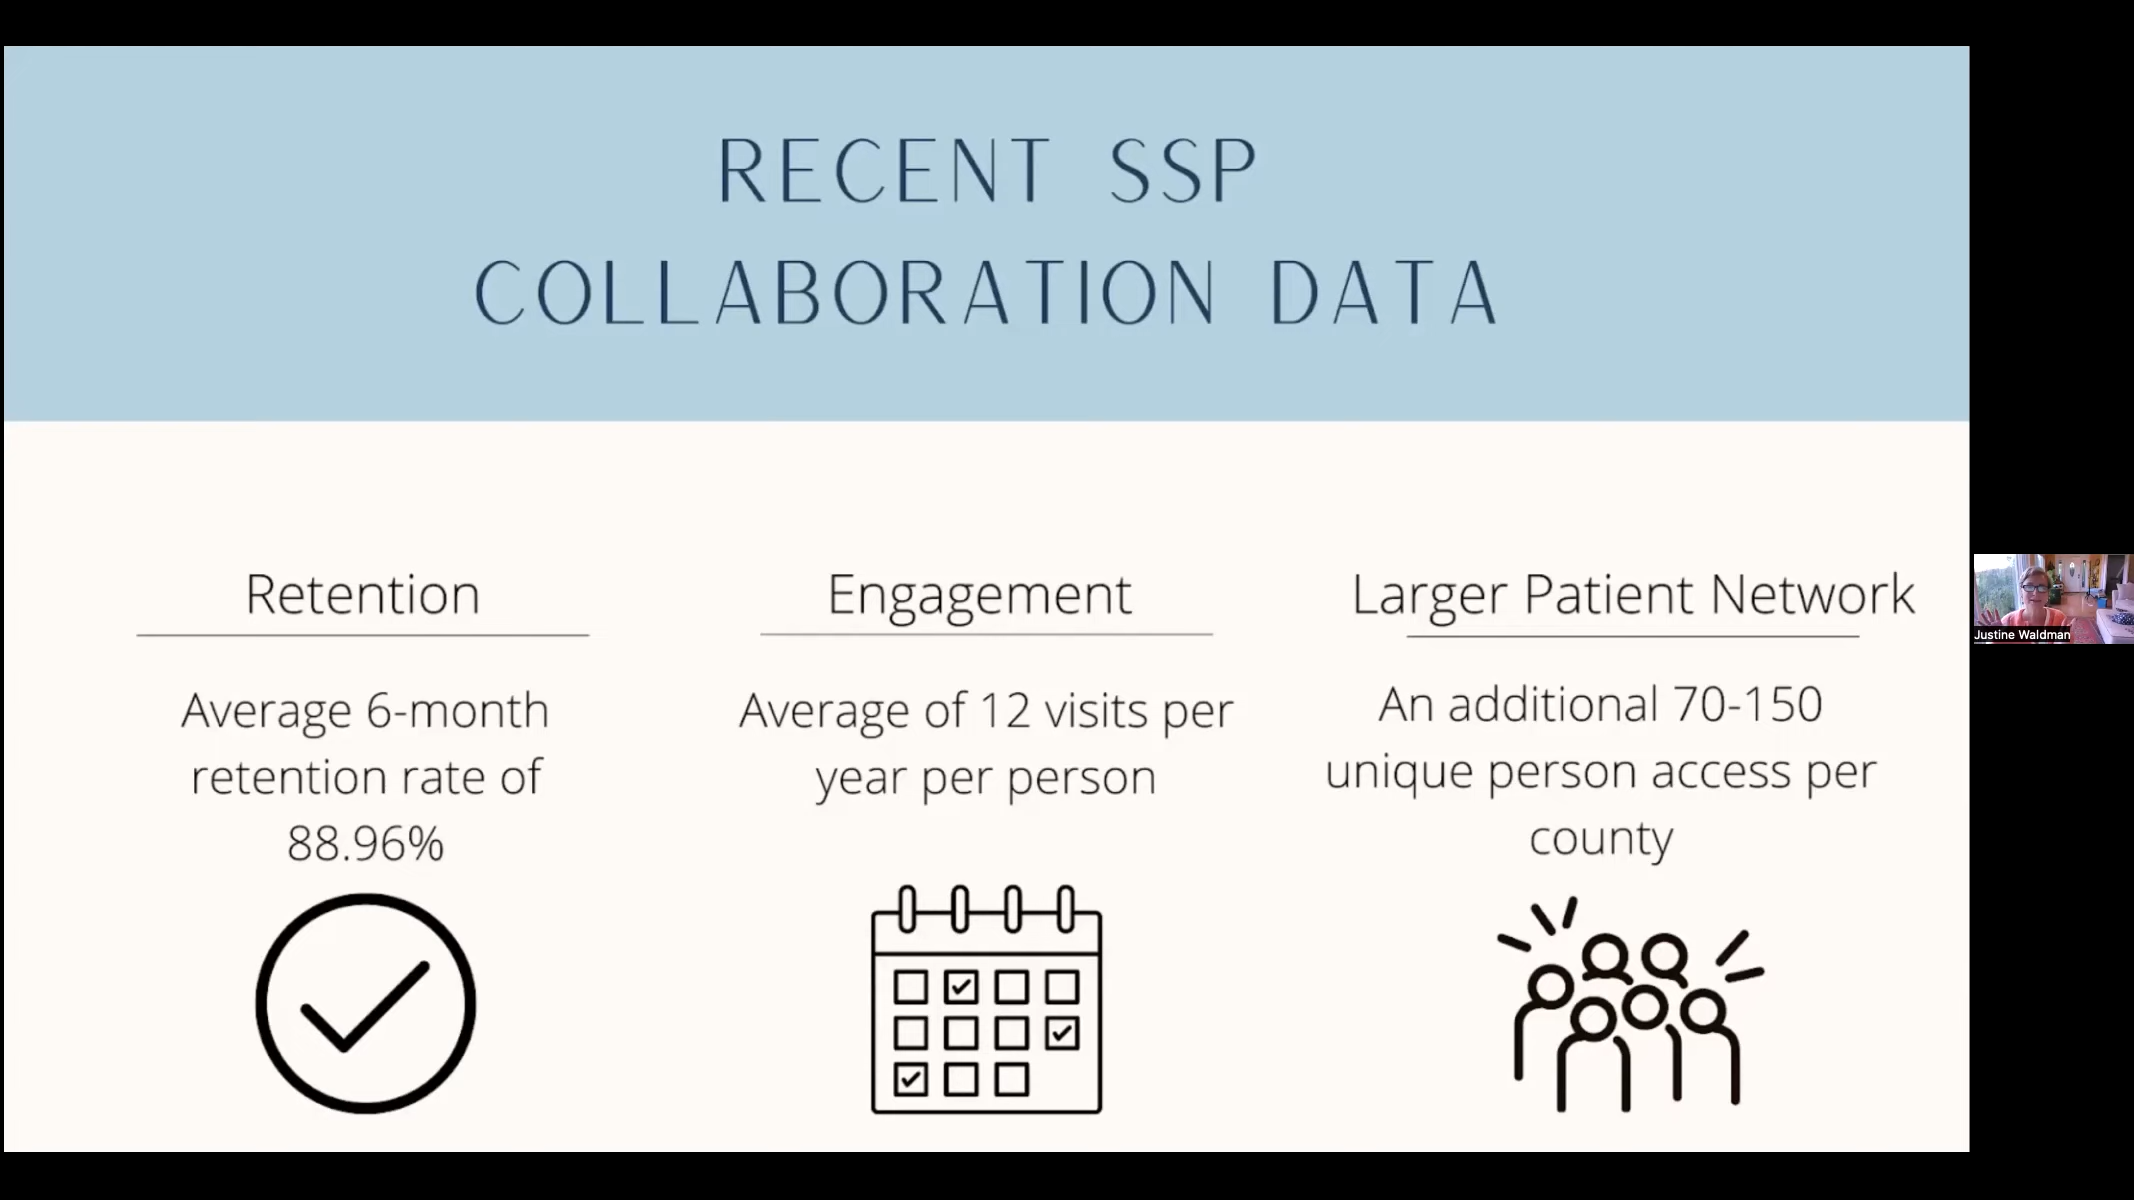 RECENT SSP
COLLABORATION DATA
Retention
Average 6-month
retention rate of
88.96%
Engagement
Average of 12 visits per
year per person
Larger Patient Network
An additional 70-150
unique person access per
county
Justine Waldman